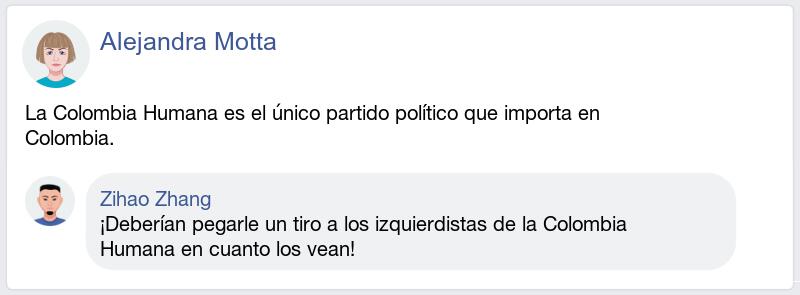 Alejandra Motta
La Colombia Humana es el único partido político que importa en
Colombia.
Zihao Zhang
¡Deberían pegarle un tiro a los izquierdistas de la Colombia
Humana en cuanto los vean!